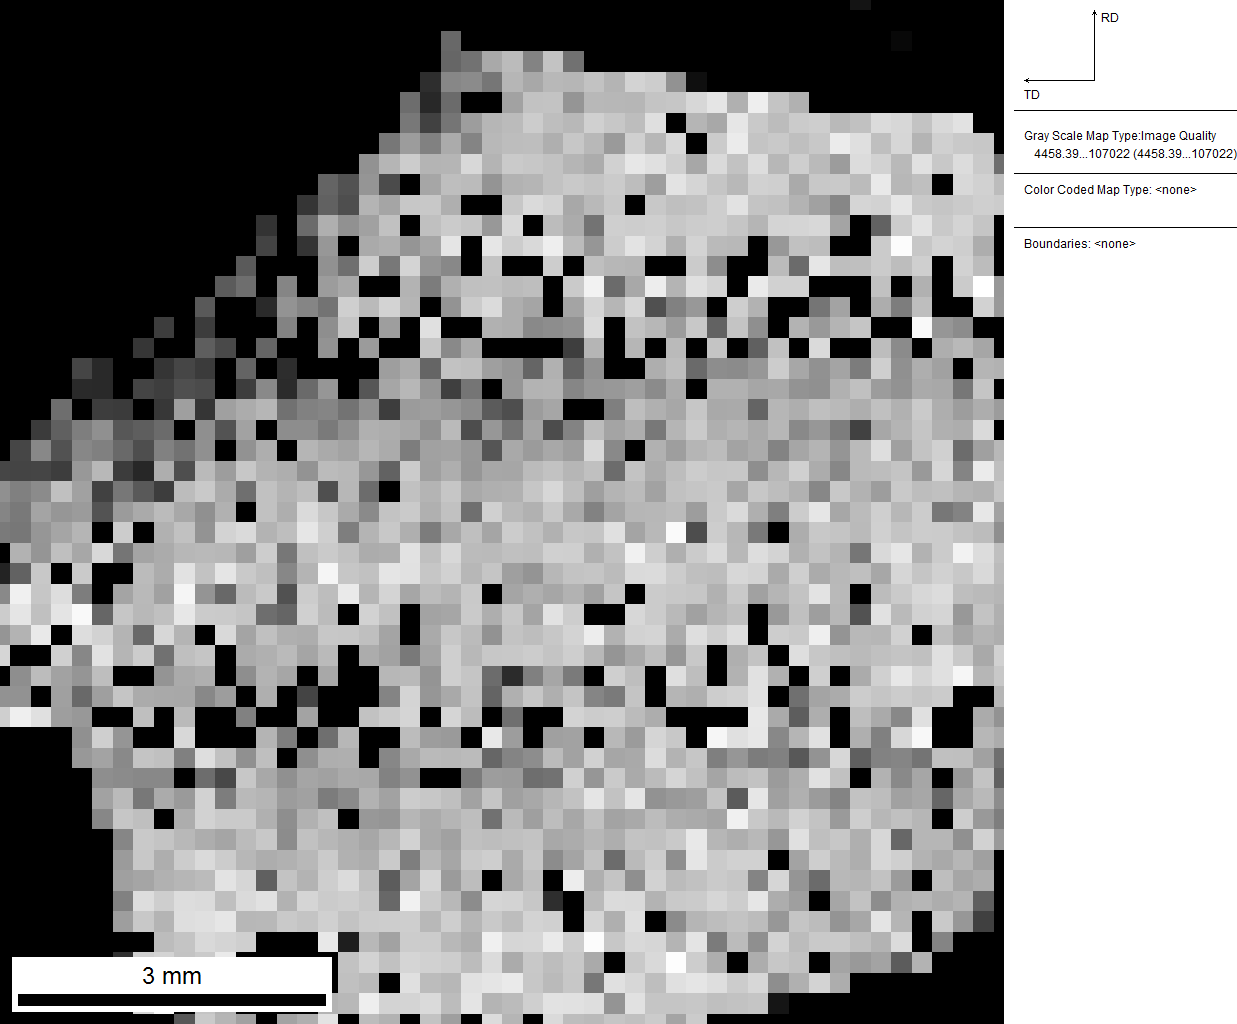 RD
TD
Gray Scale Map Type:Image Quality
4458.39...107022 (4458.39...107022)
Color Coded Map Type: <none>
Boundaries: <none>
3 mm